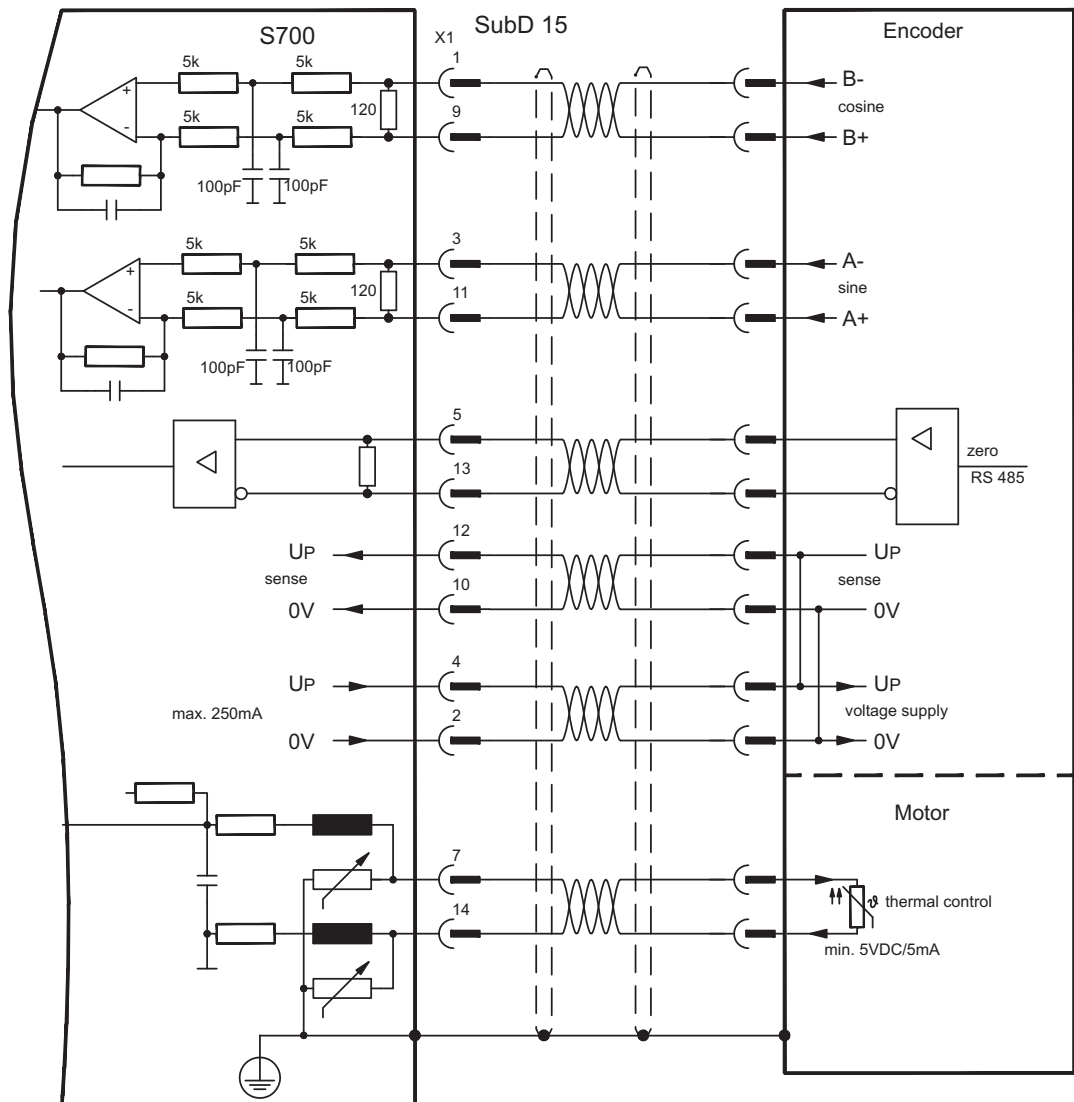 S700
SubD 15
Encoder
X1
5k
5k
1
B-
cosine
120
5k
5k
9
B+
100pF
100pF
5k
5k
3
A-
sine
120
5k
5k
11
A+
100pF
100pF
5
zero
RS 485
13
UP
12
UP
sense
sense
0V
10
0V
UP
4
UP
max. 250mA
voltage supply
0V
2
0V
Motor
7
ϑ thermal control
14
min. 5VDC/5mA